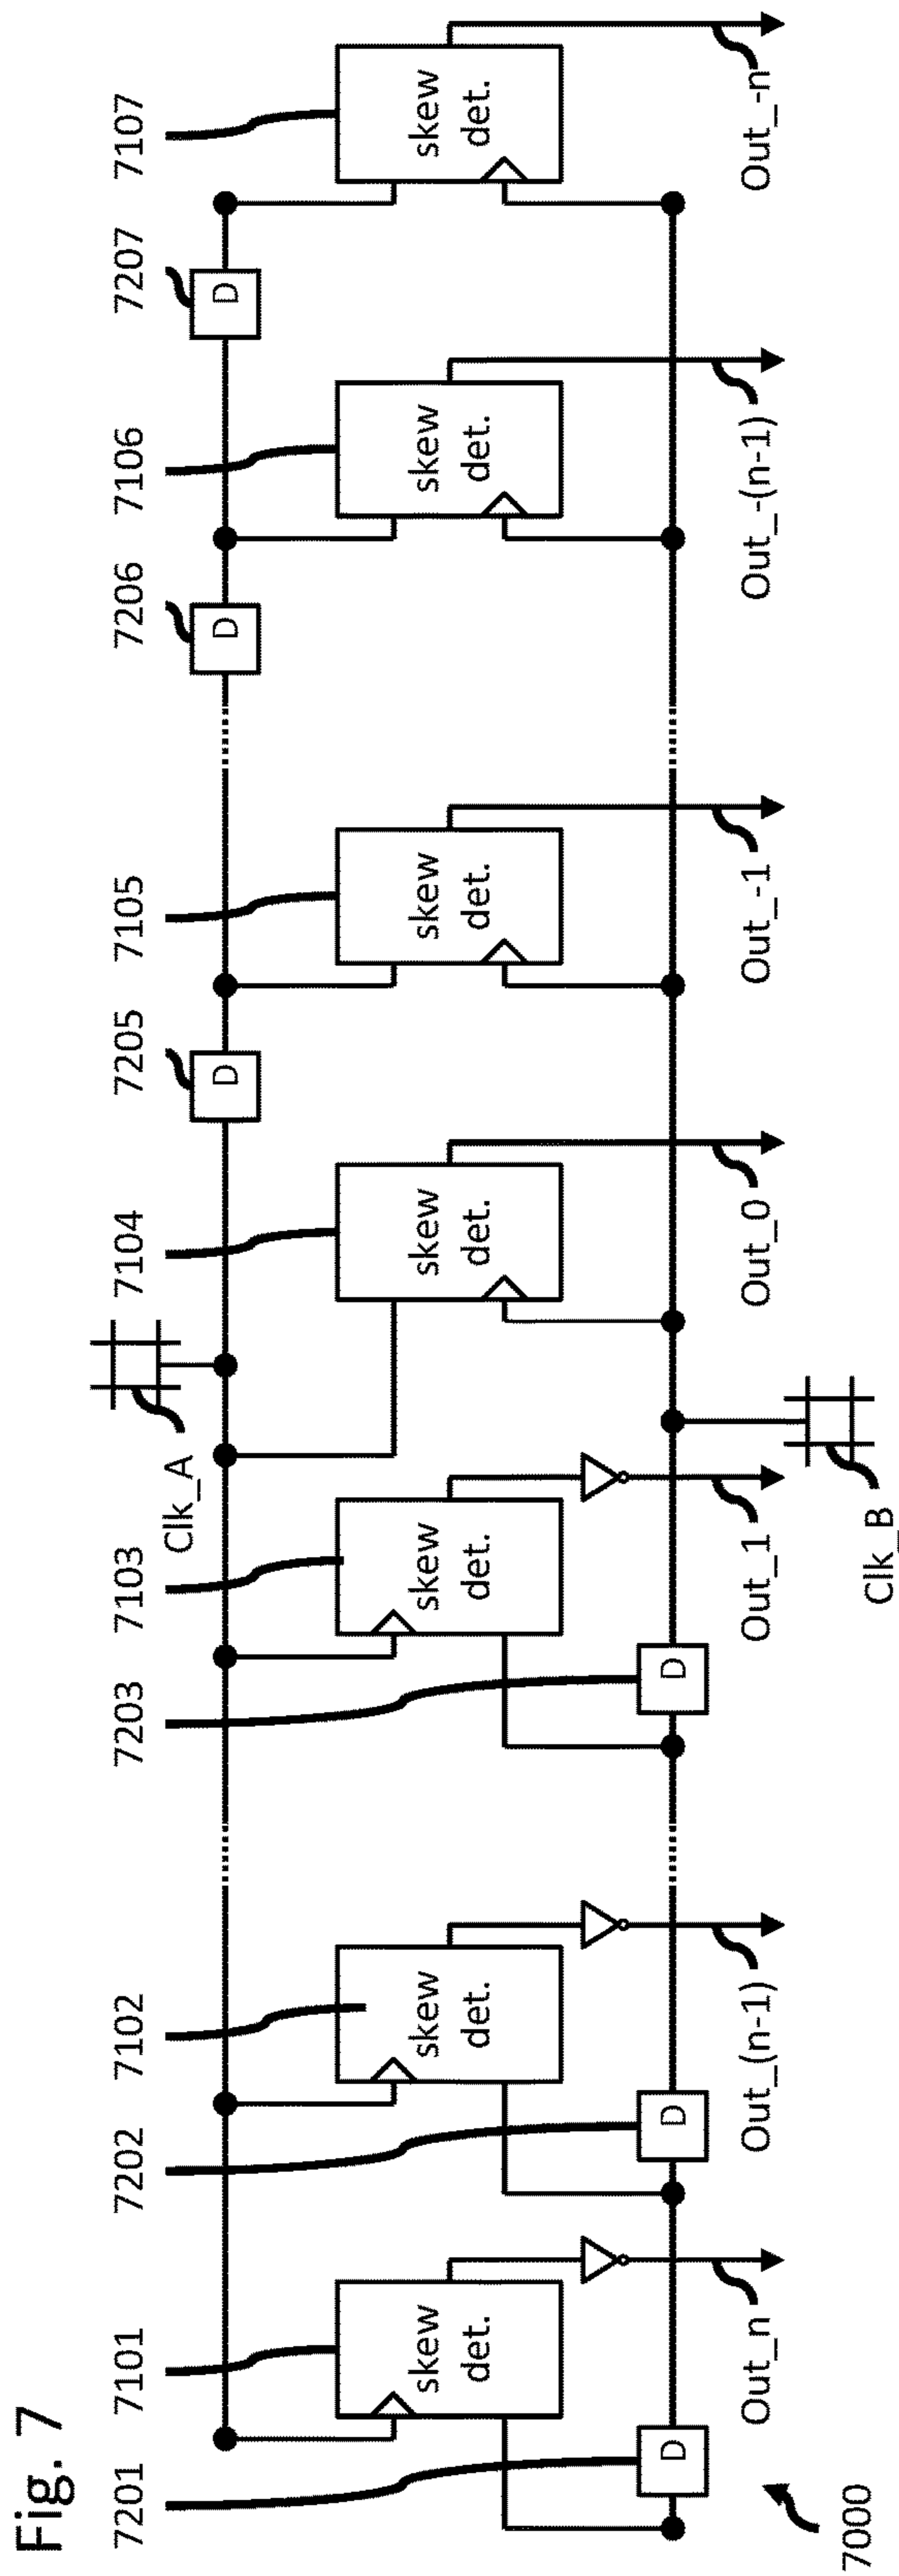 Fig. 7
7201
7101
7202
7102
7203
7103
Clk_A
7104
7205
7105
7206
7106
7207
7107
skew
det.
skew
det.
skew
det.
skew
det.
skew
det.
skew
det.
skew
det.
D
D
D
D
D
D
Out_n
Out_(n-1)
Out_1
Out_0
Out_-1
Out_-(n-1)
Out_-n
Clk_B
7000